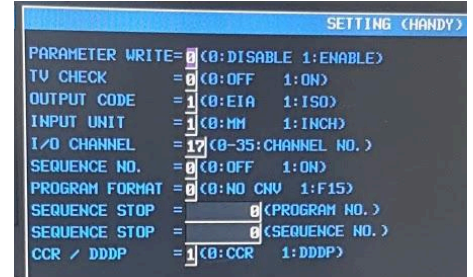 SETTING (HANDY)
PARAMETER WRITE=0(0:DISABLE 1:ENABLE)
TV CHECK =0(0:OFF 1:ON)
OUTPUT CODE =1(0:EIA 1:ISO)
INPUT UNIT =1(0:MM 1:INCH)
I/O CHANNEL =17(0-35:CHANNEL NO.)
SEQUENCE NO. =0(0:OFF 1:ON)
PROGRAM FORMAT =0(0:NO CNV 1:F15)
SEQUENCE STOP = 0(PROGRAM NO.)
SEQUENCE STOP = 0(SEQUENCE NO.)
CCR / DDDP =1(0:CCR 1:DDDP)